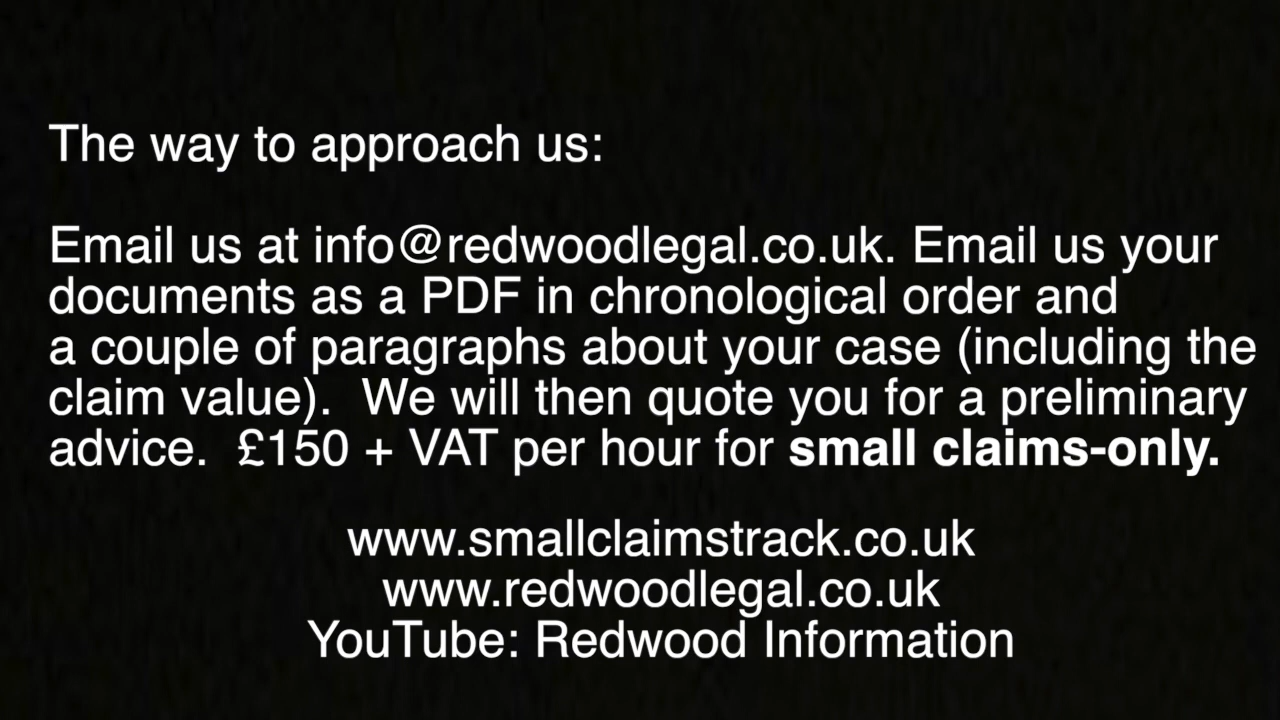 The way to approach us:
Email us at info@redwoodlegal.co.uk. Email us your
documents as a PDF in chronological order and
a couple of paragraphs about your case (including the
claim value).  We will then quote you for a preliminary
advice.  £150 + VAT per hour for small claims-only.
www.smallclaimstrack.co.uk
www.redwoodlegal.co.uk
YouTube: Redwood Information